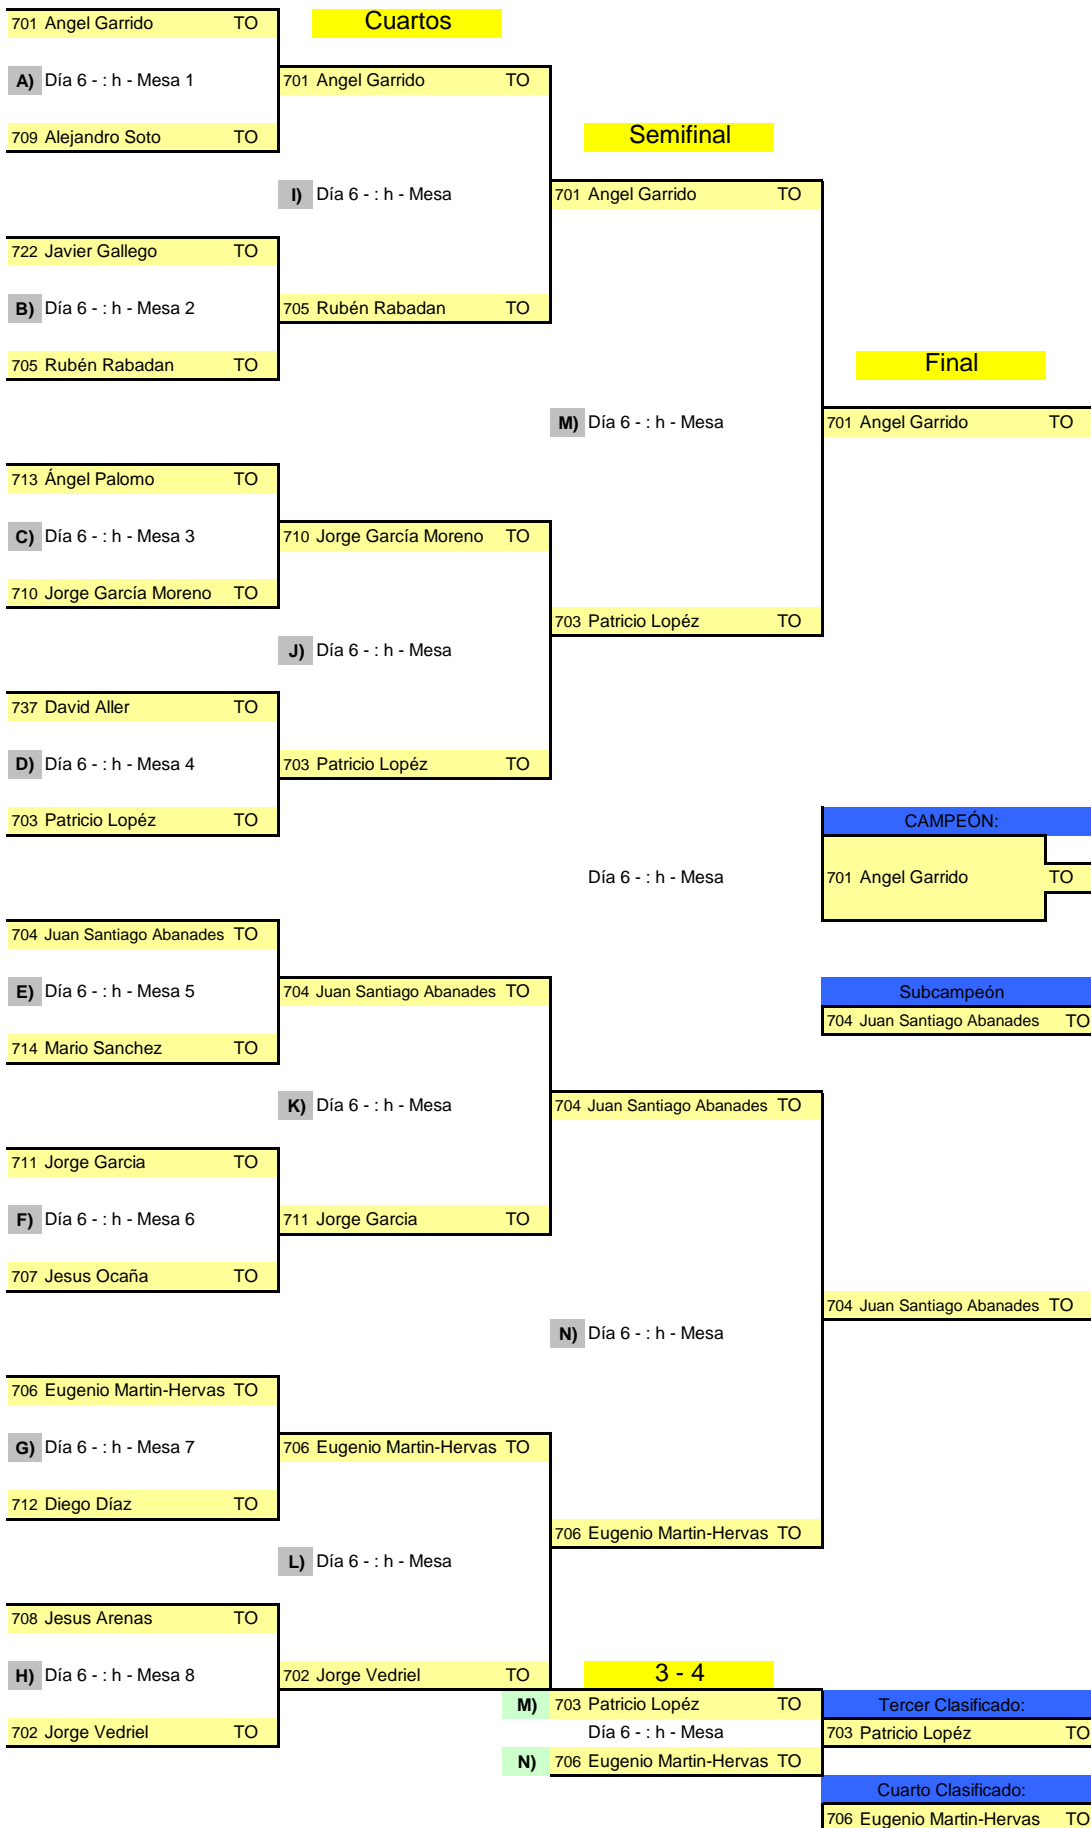 701 Angel Garrido TO
Cuartos
A) Día 6 - : h - Mesa 1
701 Angel Garrido TO
709 Alejandro Soto TO
Semifinal
I) Día 6 - : h - Mesa
701 Angel Garrido TO
722 Javier Gallego TO
B) Día 6 - : h - Mesa 2
705 Rubén Rabadan TO
705 Rubén Rabadan TO
Final
M) Día 6 - : h - Mesa
701 Angel Garrido TO
713 Ángel Palomo TO
C) Día 6 - : h - Mesa 3
710 Jorge García Moreno TO
710 Jorge García Moreno TO
703 Patricio Lopéz TO
J) Día 6 - : h - Mesa
737 David Aller TO
D) Día 6 - : h - Mesa 4
703 Patricio Lopéz TO
703 Patricio Lopéz TO
CAMPEÓN:
Día 6 - : h - Mesa
701 Angel Garrido TO
704 Juan Santiago Abanades TO
E) Día 6 - : h - Mesa 5
704 Juan Santiago Abanades TO
Subcampeón
704 Juan Santiago Abanades TO
714 Mario Sanchez TO
K) Día 6 - : h - Mesa
704 Juan Santiago Abanades TO
711 Jorge Garcia TO
F) Día 6 - : h - Mesa 6
711 Jorge Garcia TO
707 Jesus Ocaña TO
704 Juan Santiago Abanades TO
N) Día 6 - : h - Mesa
706 Eugenio Martin-Hervas TO
G) Día 6 - : h - Mesa 7
706 Eugenio Martin-Hervas TO
712 Diego Díaz TO
706 Eugenio Martin-Hervas TO
L) Día 6 - : h - Mesa
708 Jesus Arenas TO
H) Día 6 - : h - Mesa 8
702 Jorge Vedriel TO
3 - 4
M) 703 Patricio Lopéz TO
Tercer Clasificado:
702 Jorge Vedriel TO
Día 6 - : h - Mesa
703 Patricio Lopéz TO
N) 706 Eugenio Martin-Hervas TO
Cuarto Clasificado:
706 Eugenio Martin-Hervas TO